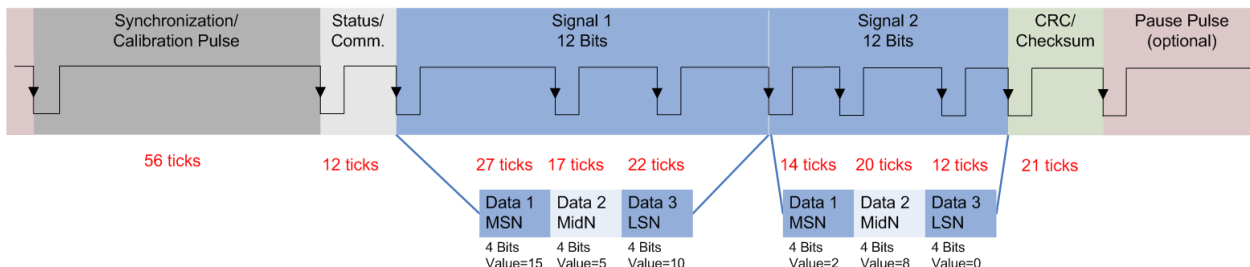 Synchronization/
Calibration Pulse
Status/
Comm.
Signal 1
12 Bits
Signal 2
12 Bits
CRC/
Checksum
Pause Pulse
(optional)
56 ticks
12 ticks
27 ticks
17 ticks
22 ticks
14 ticks
20 ticks
12 ticks
21 ticks
Data 1
MSN
Data 2
MidN
Data 3
LSN
Data 1
MSN
Data 2
MidN
Data 3
LSN
4 Bits
Value=15
4 Bits
Value=5
4 Bits
Value=10
4 Bits
Value=2
4 Bits
Value=8
4 Bits
Value=0